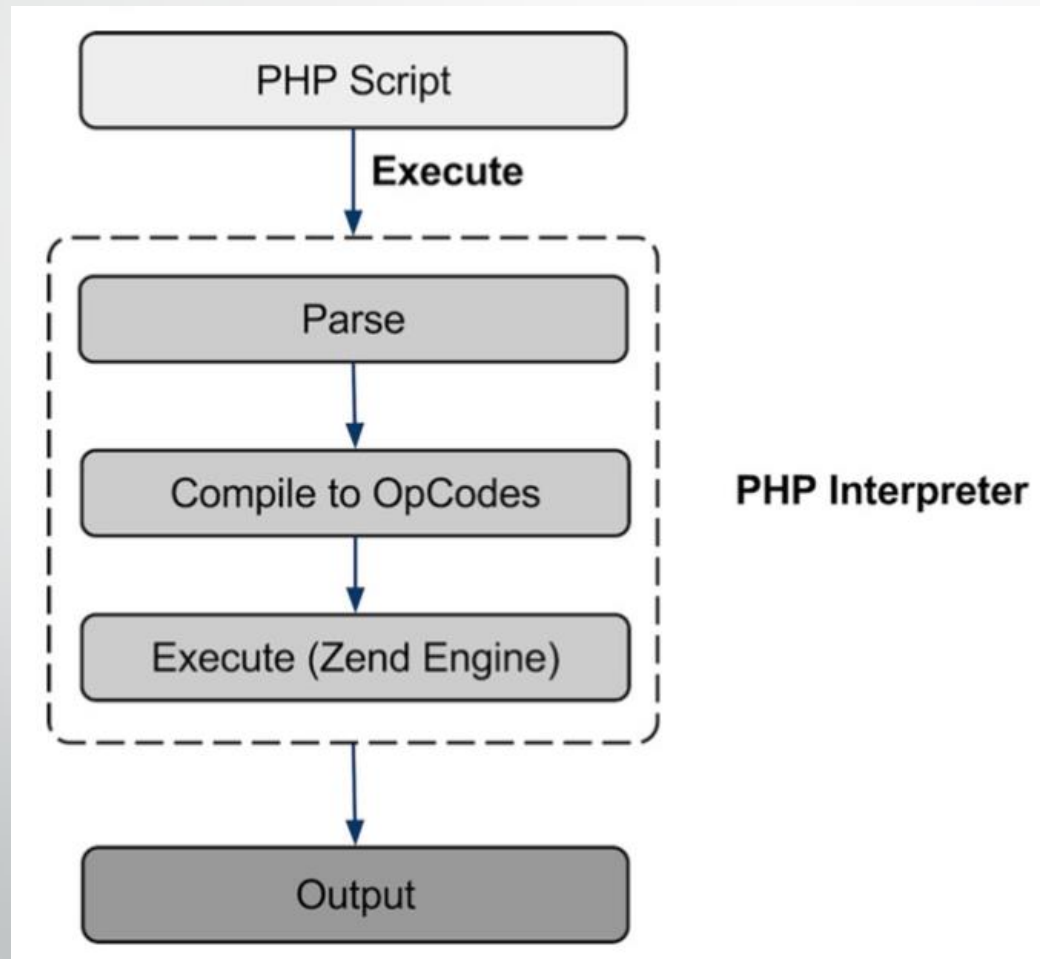 PHP Script
Execute
Parse
Compile to OpCodes
PHP Interpreter
Execute (Zend Engine)
Output